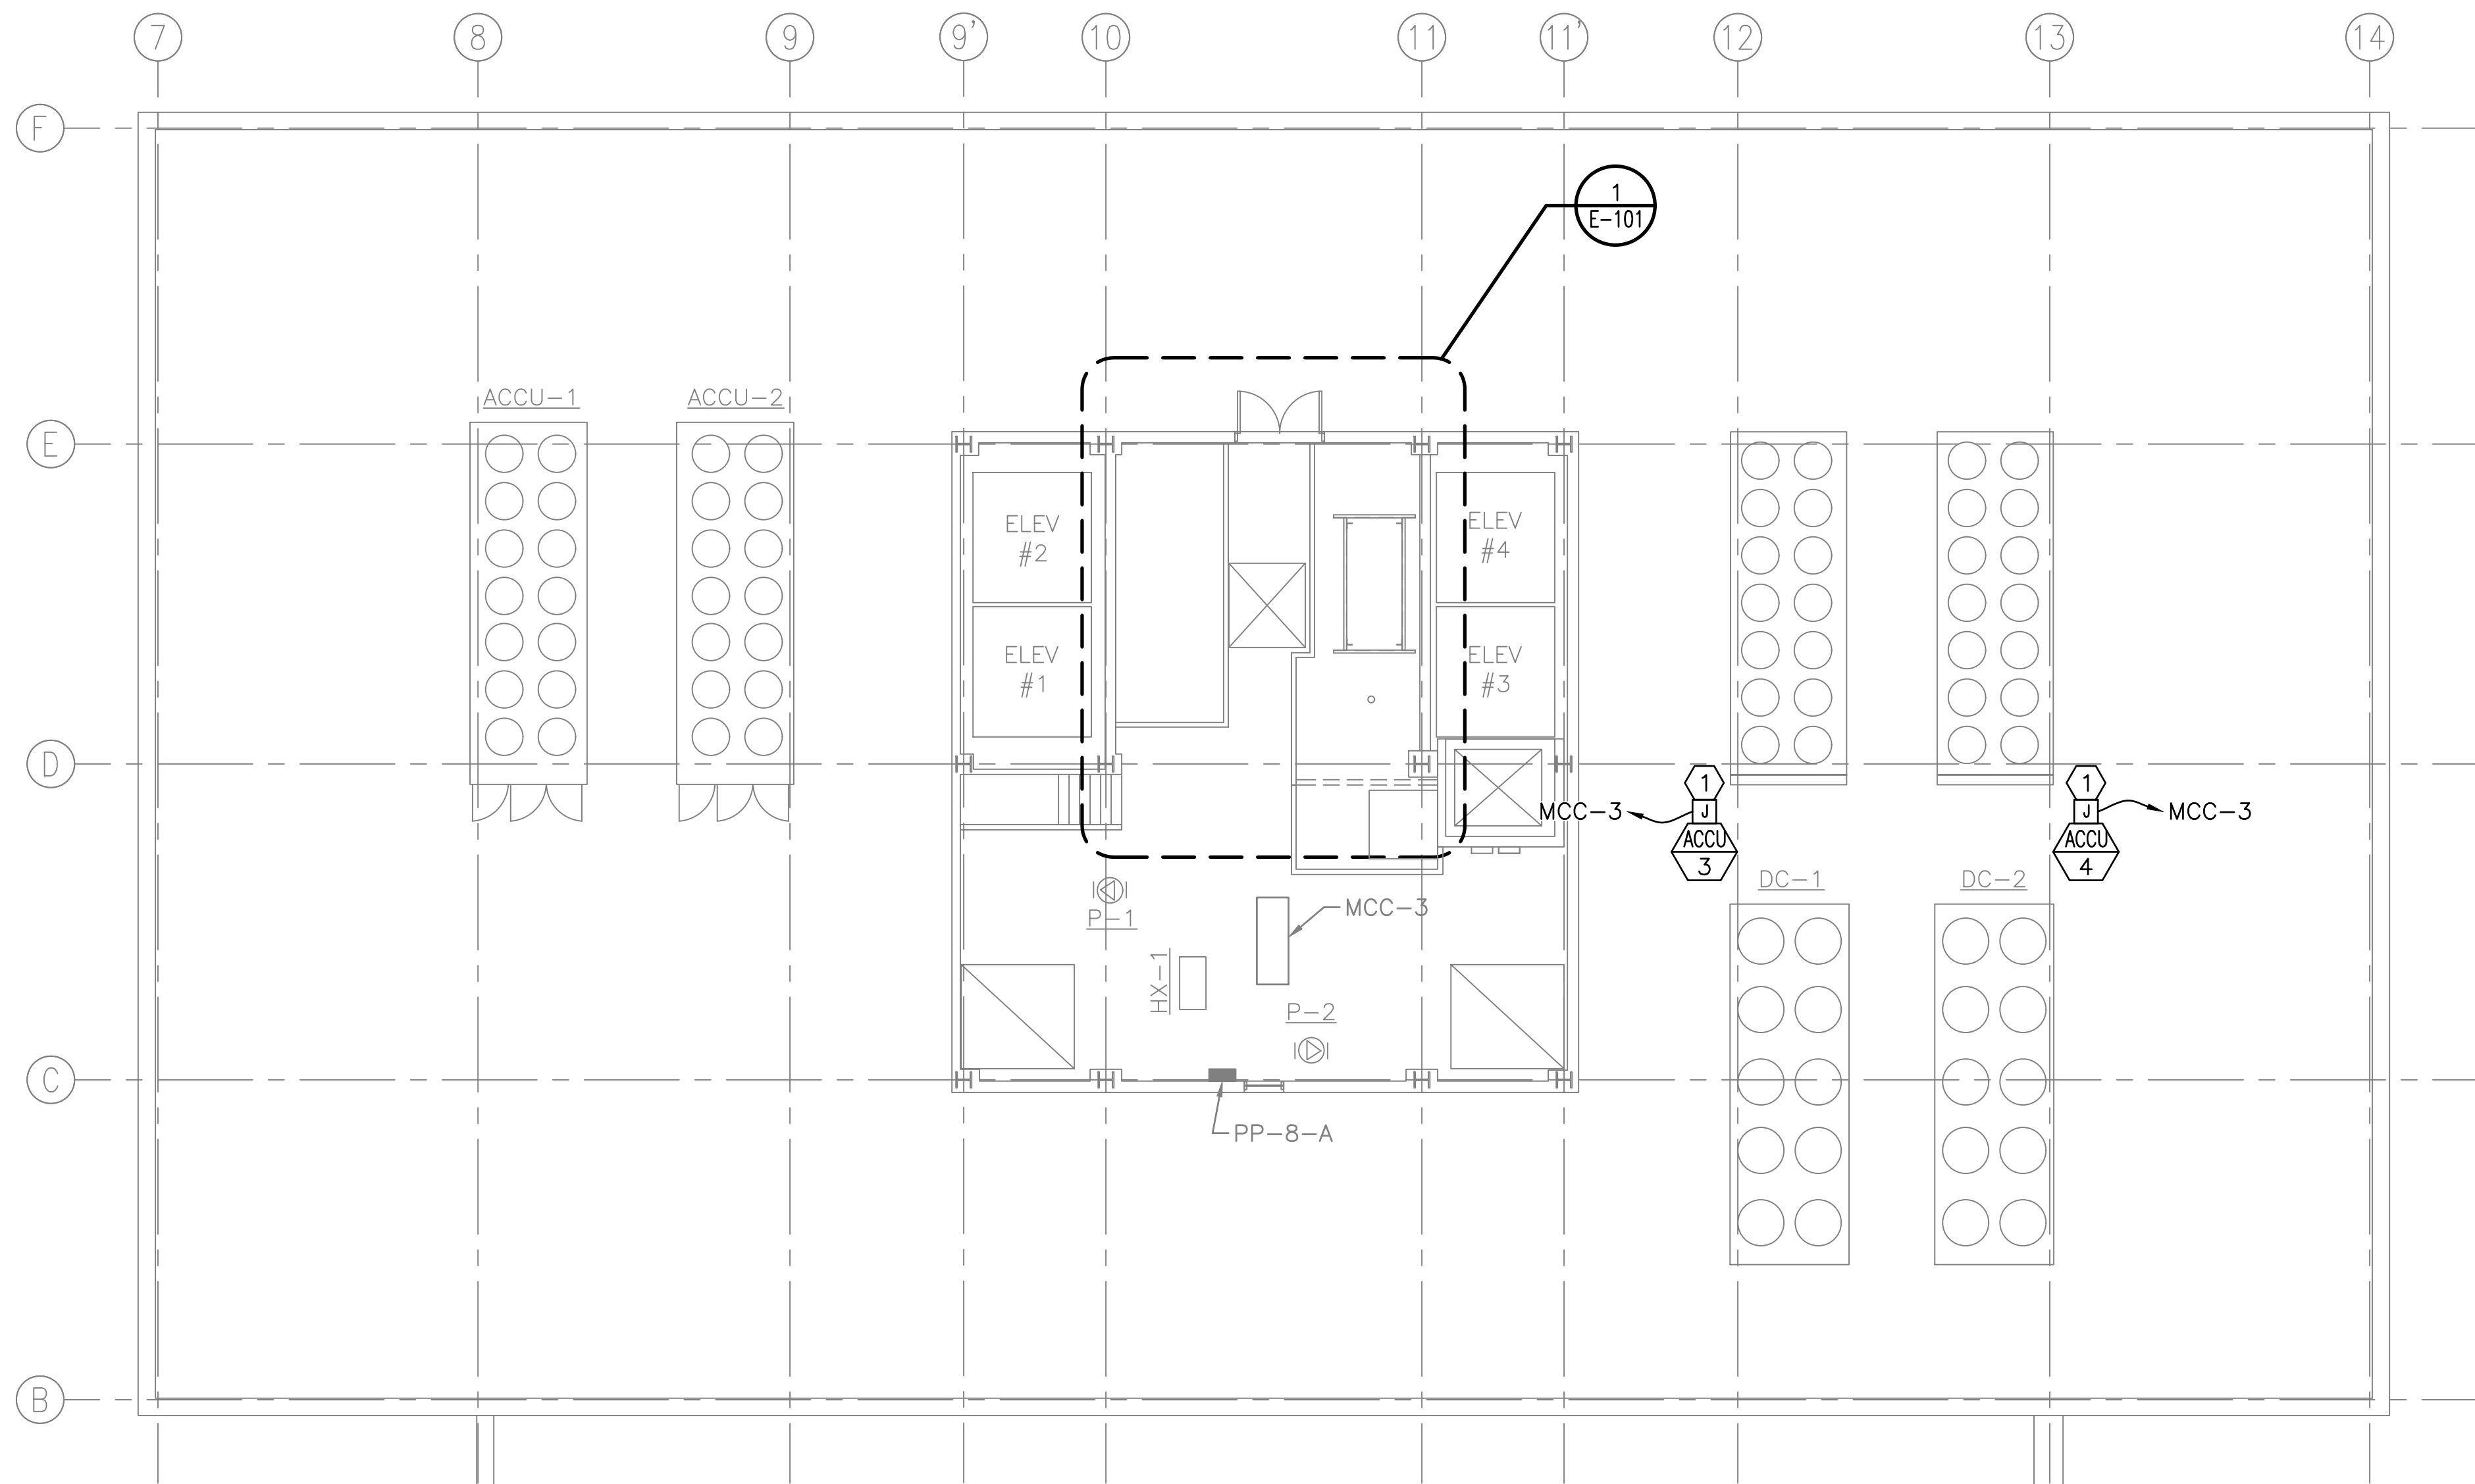 7
8
9
9'
10
11
11'
12
13
14
F
1
E-101
ACCU-1
ACCU-2
E
ELEV
#2
ELEV
#4
ELEV
#1
ELEV
#3
D
1
J
ACCU
3
MCC-3
1
J
ACCU
4
MCC-3
DC-1
DC-2
P-1
MCC-3
HX-1
P-2
C
PP-8-A
B